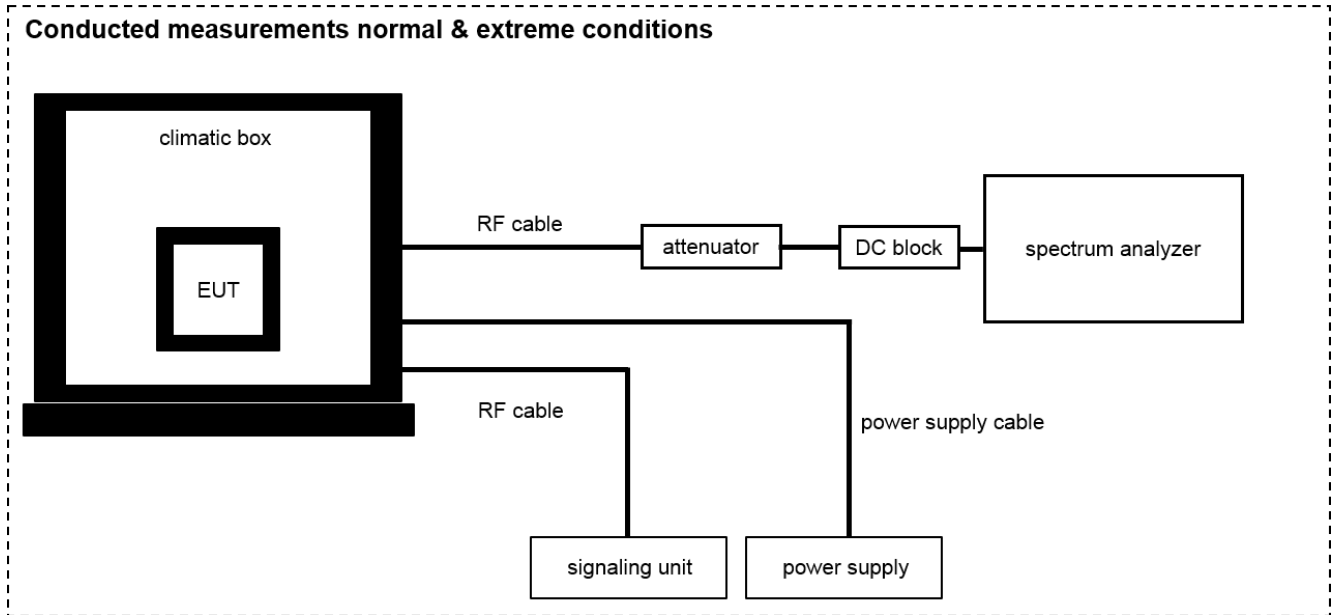 Conducted measurements normal & extreme conditions
climatic box
RF cable
attenuator
DC block
spectrum analyzer
EUT
RF cable
power supply cable
signaling unit
power supply